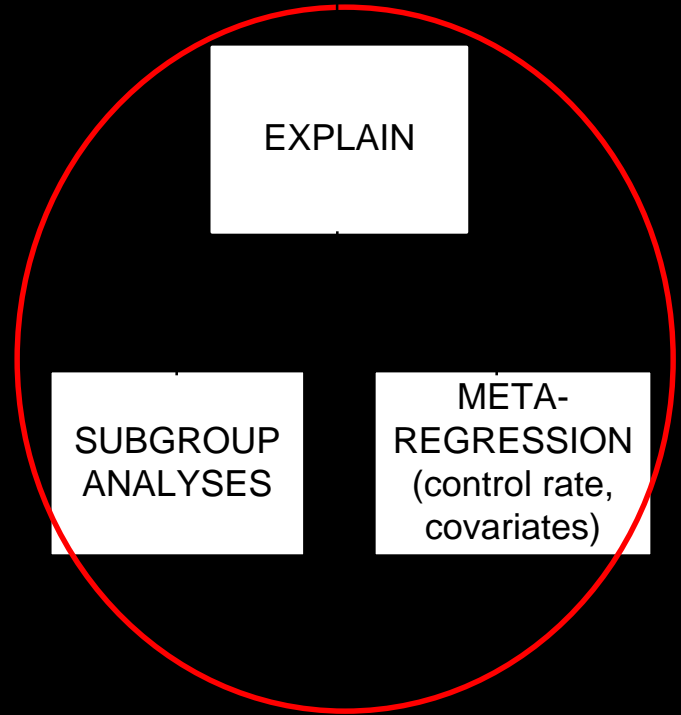 EXPLAIN
SUBGROUP
ANALYSES
META-
REGRESSION
(control rate,
covariates)